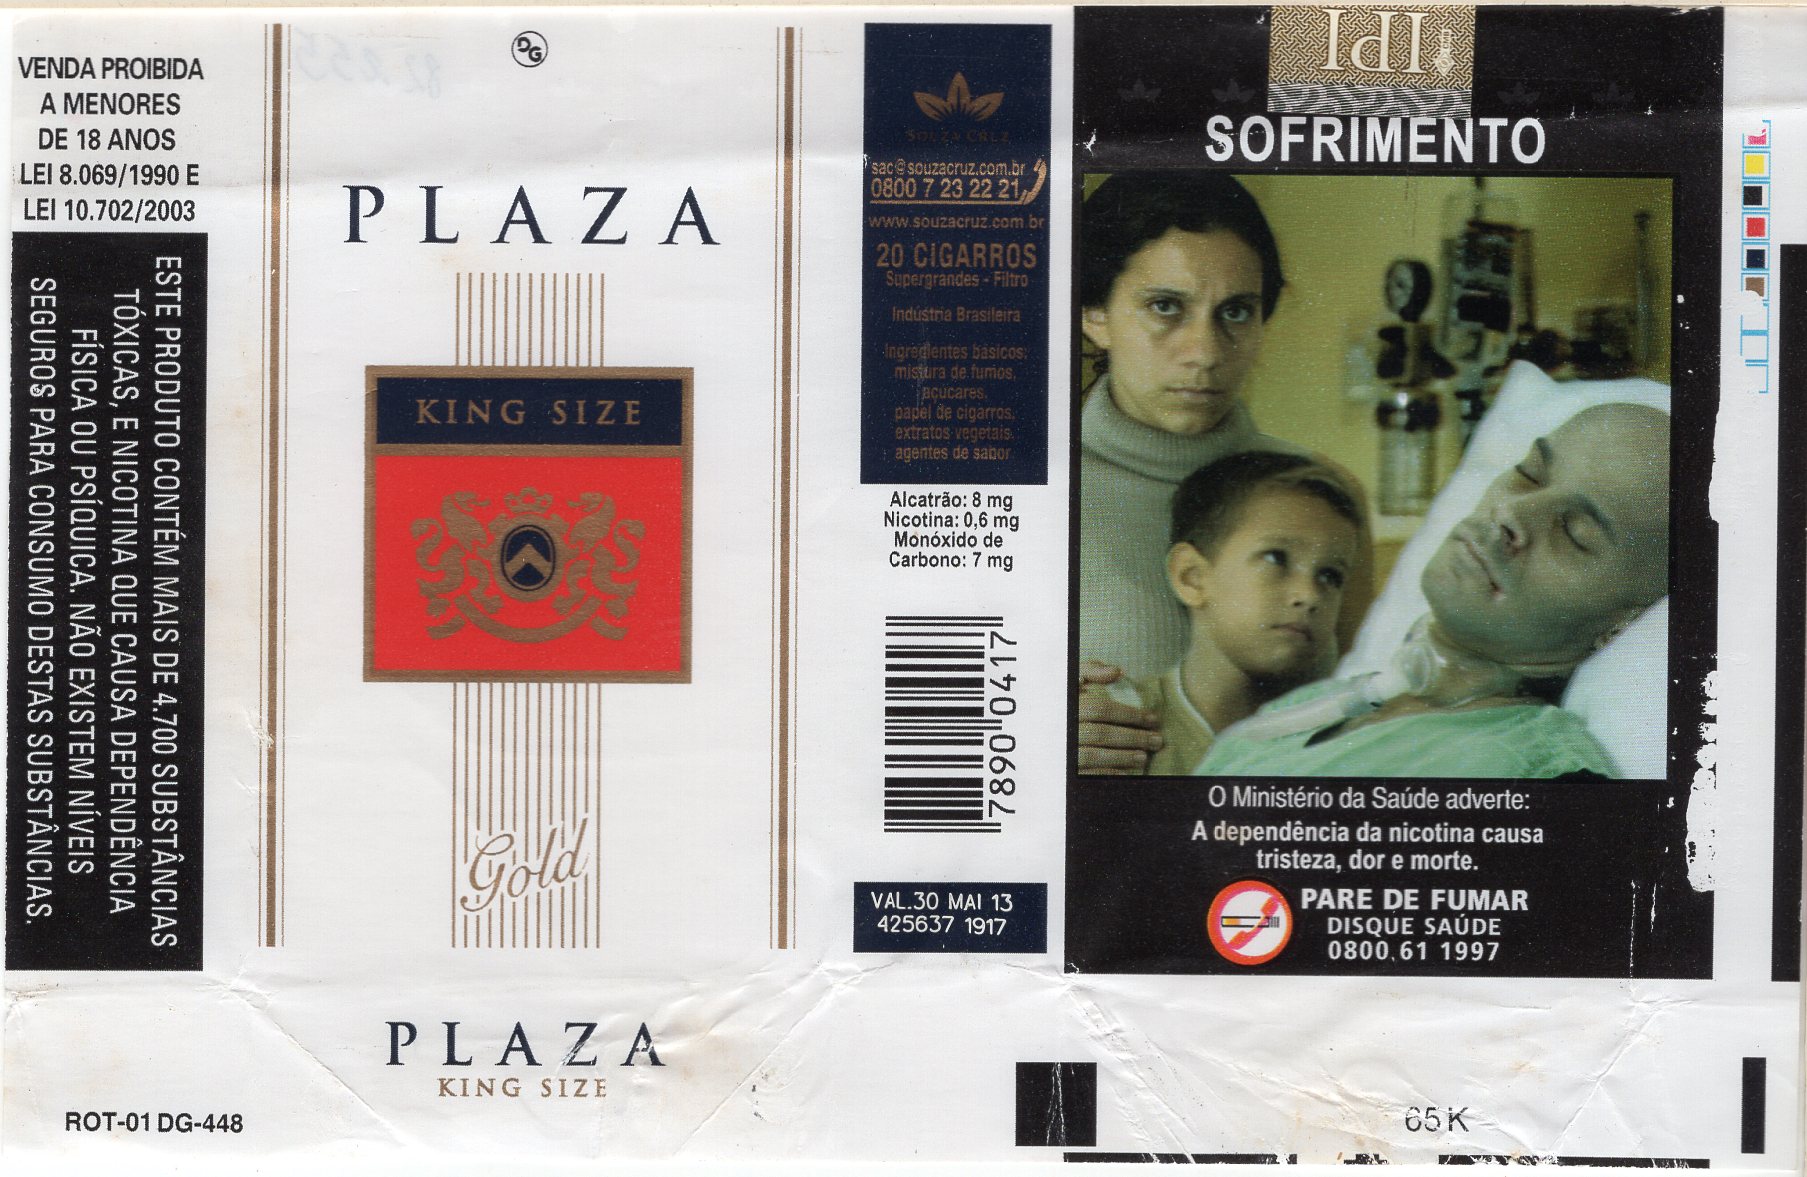 VENDA PROIBIDA
A MENORES
DE 18 ANOS
LEI 8.069/1990 E
LEI 10.702/2003
ESTE PRODUTO CONTÉM MAIS DE 4.700 SUBSTÂNCIAS
TÓXICAS, E NICOTINA QUE CAUSA DEPENDÊNCIA
FÍSICA OU PSÍQUICA. NÃO EXISTEM NÍVEIS
SEGUROS PARA CONSUMO DESTAS SUBSTÂNCIAS.
ROT-01 DG-448
DG
PLAZA
KING SIZE
Gold
PLAZA
KING SIZE
SOUZA CRUZ
sac@souzacruz.com.br
0800 7 23 22 21
www.souzacruz.com.br
20 CIGARROS
Supergrandes - Filtro
Indústria Brasileira
Ingredientes básicos:
mistura de fumos,
açúcares,
papel de cigarros,
extratos vegetais,
agentes de sabor.
Alcatrão: 8 mg
Nicotina: 0,6 mg
Monóxido de
Carbono: 7 mg
7890 0417
VAL.30 MAI 13
425637 1917
IPI
SOFRIMENTO
O Ministério da Saúde adverte:
A dependência da nicotina causa
tristeza, dor e morte.
PARE DE FUMAR
DISQUE SAÚDE
0800.61 1997
65K